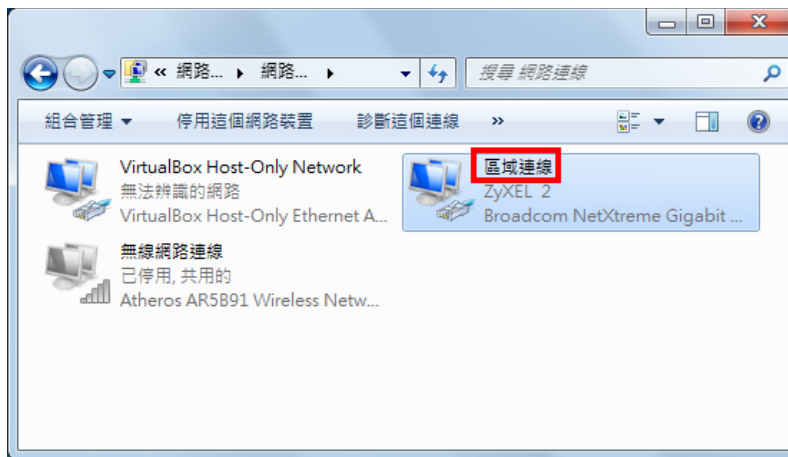 « 網路... ▸ 網路... ▸
搜尋 網路連線
組合管理 ▼ 停用這個網路裝置 診斷這個連線 »
VirtualBox Host-Only Network
無法辨識的網路
VirtualBox Host-Only Ethernet A...
區域連線
ZyXEL 2
Broadcom NetXtreme Gigabit ...
無線網路連線
已停用, 共用的
Atheros AR5B91 Wireless Netw...